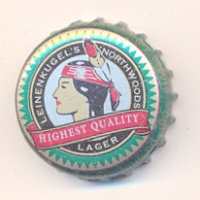 LEINENKUGEL'S NORTHWOODS
HIGHEST QUALITY
LAGER